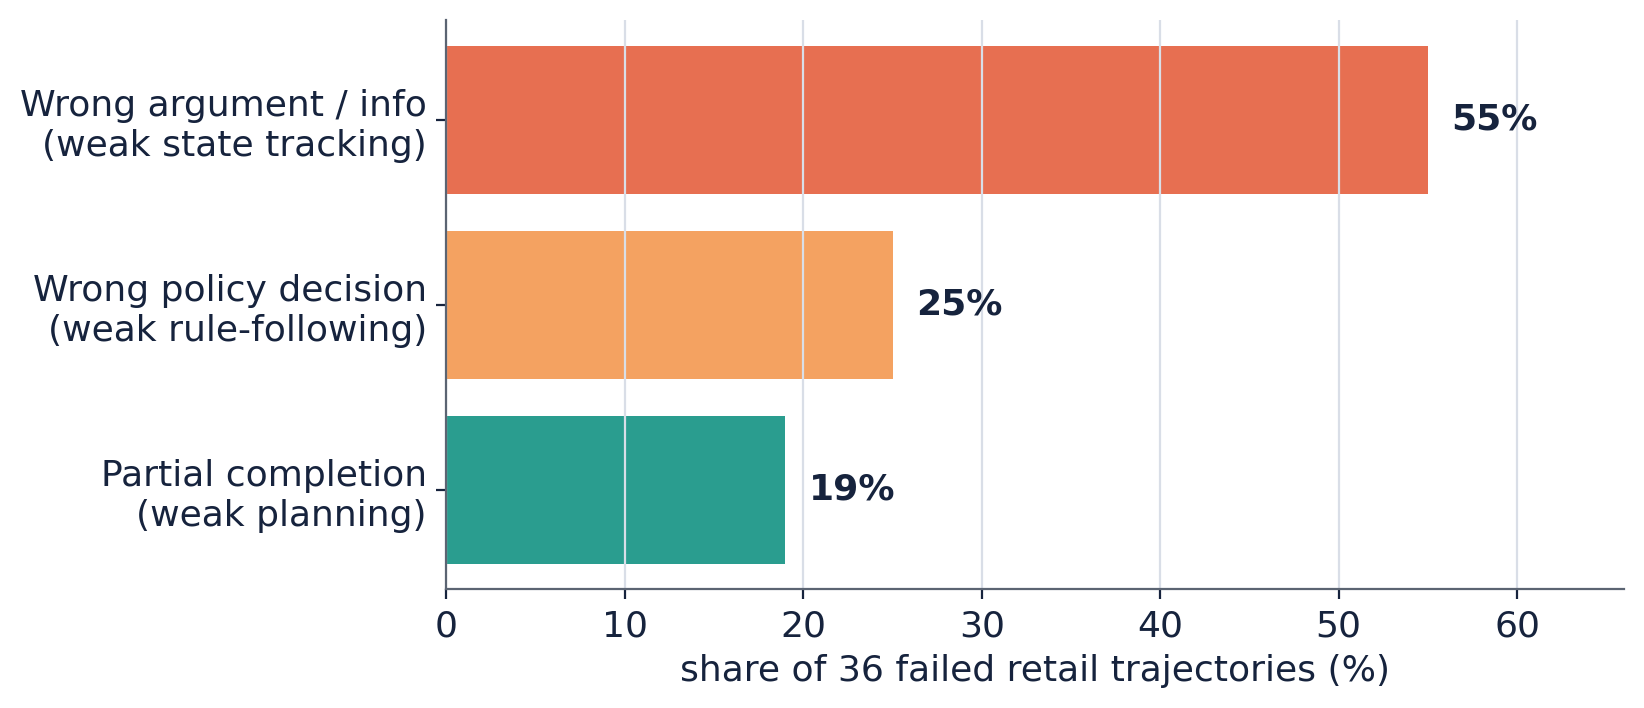 Wrong argument / info
(weak state tracking)
55%
Wrong policy decision
(weak rule-following)
25%
Partial completion
(weak planning)
19%
0 10 20 30 40 50 60
share of 36 failed retail trajectories (%)